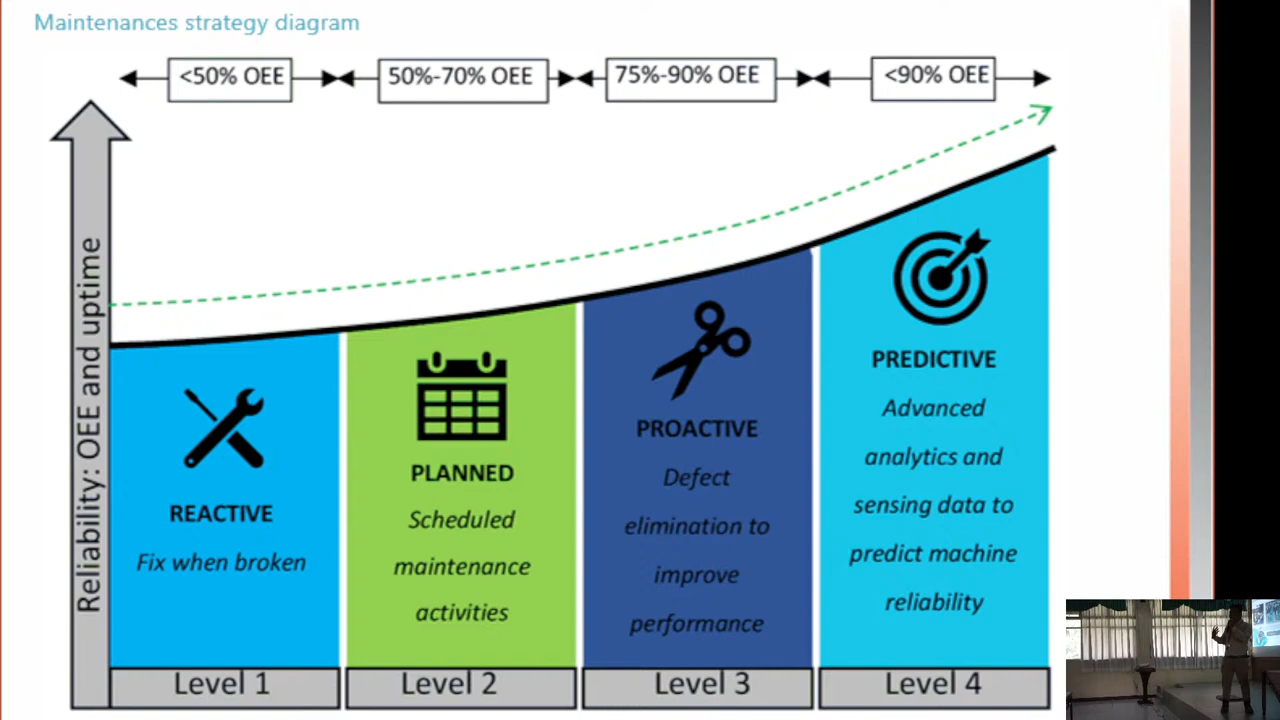 Maintenances strategy diagram
<50% OEE
50%-70% OEE
75%-90% OEE
<90% OEE
Reliability: OEE and uptime
REACTIVE
Fix when broken
Level 1
PLANNED
Scheduled
maintenance
activities
Level 2
PROACTIVE
Defect
elimination to
improve
performance
Level 3
PREDICTIVE
Advanced
analytics and
sensing data to
predict machine
reliability
Level 4